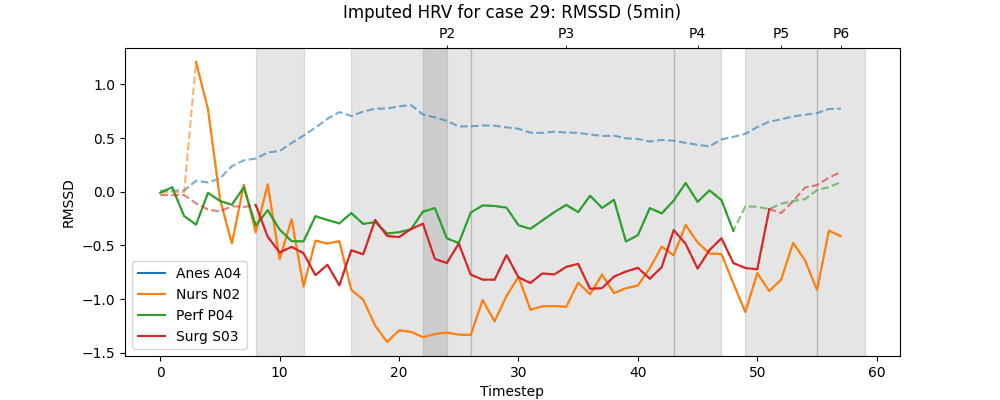 Imputed HRV for case 29: RMSSD (5min)
P2 P3 P4 P5 P6
1.0
0.5
0.0
−0.5
−1.0
−1.5
RMSSD
Anes A04
Nurs N02
Perf P04
Surg S03
0 10 20 30 40 50 60
Timestep